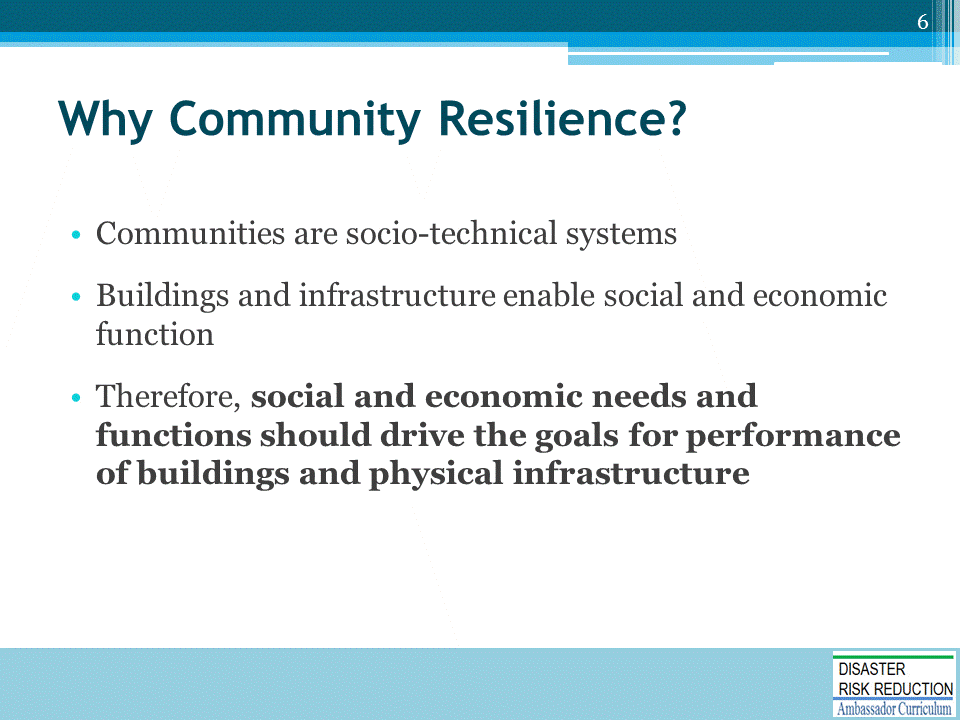 6
Why Community Resilience?
• Communities are socio-technical systems
• Buildings and infrastructure enable social and economic
function
• Therefore, social and economic needs and
functions should drive the goals for performance
of buildings and physical infrastructure
DISASTER
RISK REDUCTION
Ambassador Curriculum